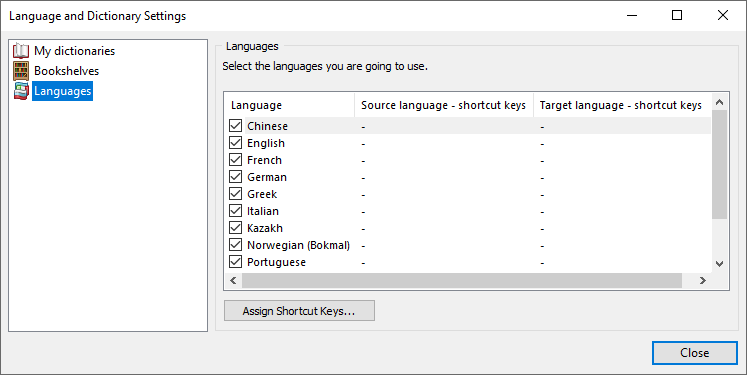 Language and Dictionary Settings
My dictionaries
Bookshelves
Languages
Languages
Select the languages you are going to use.
Language Source language - shortcut keys Target language - shortcut keys
Chinese - -
English - -
French - -
German - -
Greek - -
Italian - -
Kazakh - -
Norwegian (Bokmal) - -
Portuguese - -
Assign Shortcut Keys...
Close